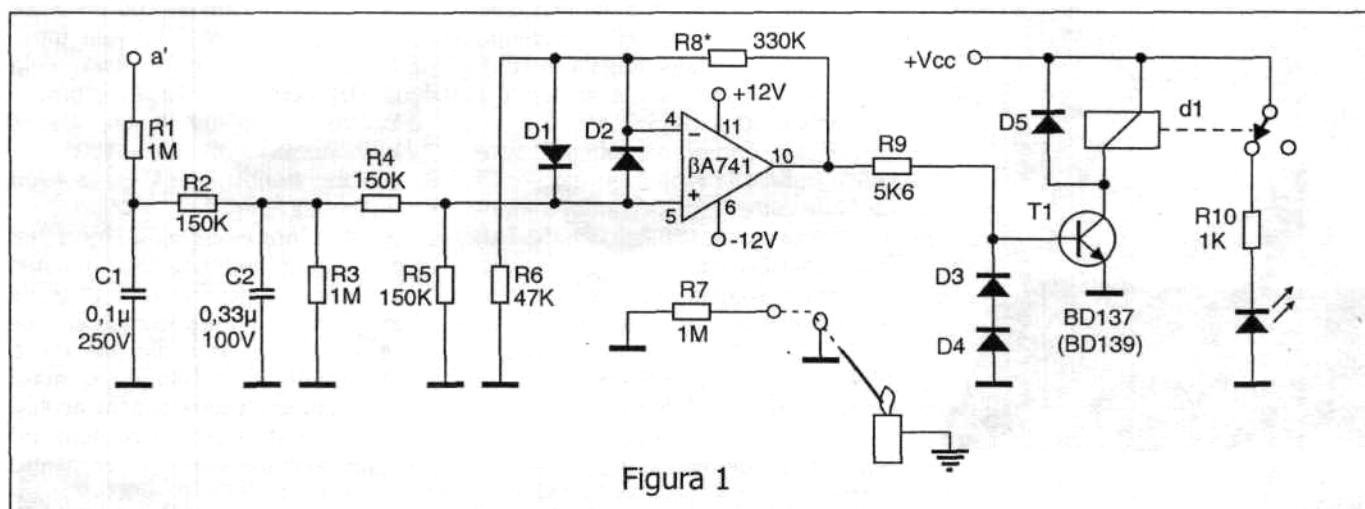 a'
R1
1M
R2
150K
R4
150K
C1
0,1µ
250V
C2
0,33µ
100V
R3
1M
R5
150K
R6
47K
D1
D2
R8*
330K
+12V
4
11
−
βA741
10
+
5
6
-12V
R9
5K6
R7
1M
D3
D4
+Vcc
D5
d1
T1
BD137
(BD139)
R10
1K
Figura 1